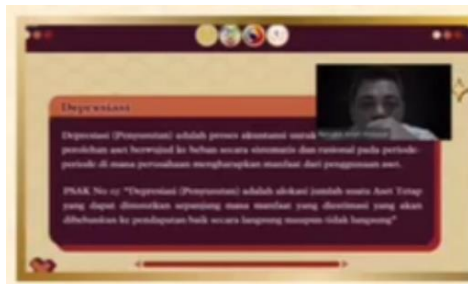 Depresiasi
Depresiasi (Penyusutan) adalah proses akuntansi untuk
perolehan aset berwujud ke beban secara sistematis dan rasional pada periode-
periode di mana perusahaan mengharapkan manfaat dari penggunaan aset.
PSAK No 17: "Depresiasi (Penyusutan) adalah alokasi jumlah suatu Aset Tetap
yang dapat disusutkan sepanjang masa manfaat yang diestimasi yang akan
dibebankan ke pendapatan baik secara langsung maupun tidak langsung"